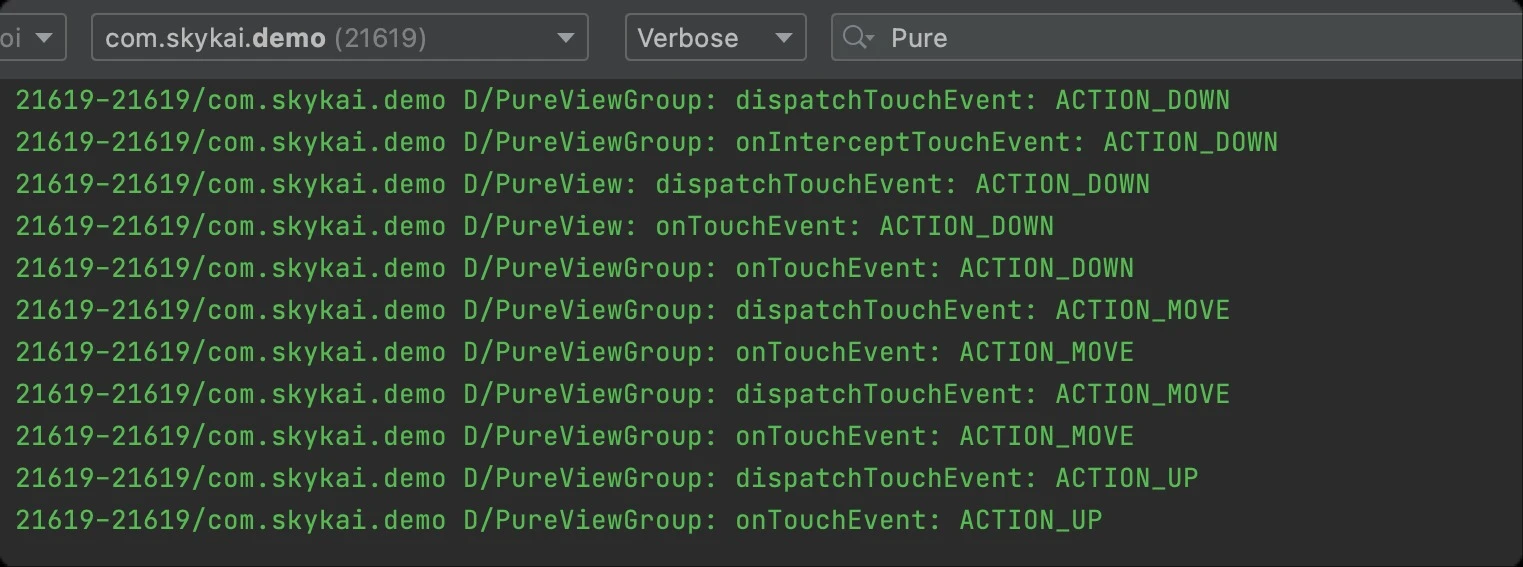 oi com.skykai.demo (21619) Verbose Pure
21619-21619/com.skykai.demo D/PureViewGroup: dispatchTouchEvent: ACTION_DOWN
21619-21619/com.skykai.demo D/PureViewGroup: onInterceptTouchEvent: ACTION_DOWN
21619-21619/com.skykai.demo D/PureView: dispatchTouchEvent: ACTION_DOWN
21619-21619/com.skykai.demo D/PureView: onTouchEvent: ACTION_DOWN
21619-21619/com.skykai.demo D/PureViewGroup: onTouchEvent: ACTION_DOWN
21619-21619/com.skykai.demo D/PureViewGroup: dispatchTouchEvent: ACTION_MOVE
21619-21619/com.skykai.demo D/PureViewGroup: onTouchEvent: ACTION_MOVE
21619-21619/com.skykai.demo D/PureViewGroup: dispatchTouchEvent: ACTION_MOVE
21619-21619/com.skykai.demo D/PureViewGroup: onTouchEvent: ACTION_MOVE
21619-21619/com.skykai.demo D/PureViewGroup: dispatchTouchEvent: ACTION_UP
21619-21619/com.skykai.demo D/PureViewGroup: onTouchEvent: ACTION_UP